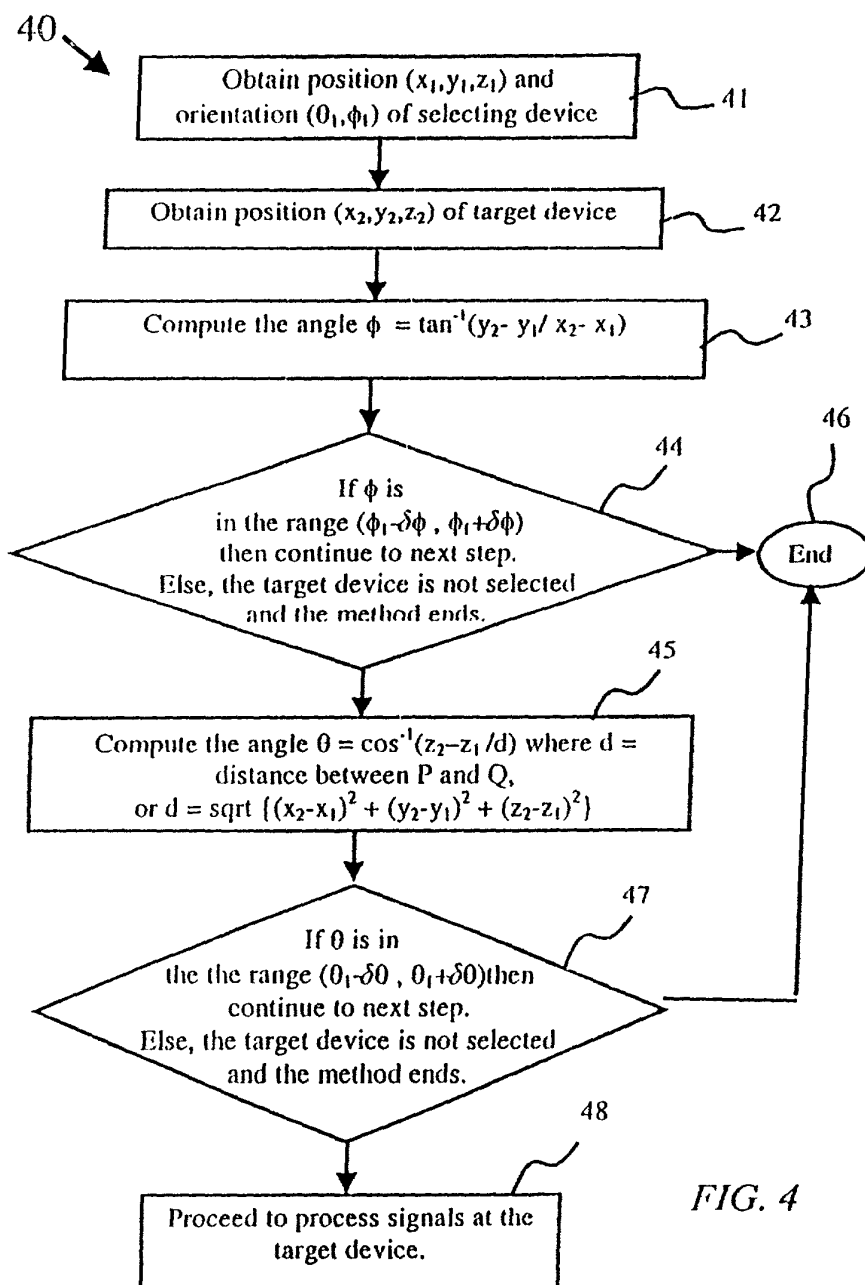 40
Obtain position (x₁,y₁,z₁) and
orientation (θ₁,ϕ₁) of selecting device
41
Obtain position (x₂,y₂,z₂) of target device
42
Compute the angle ϕ = tan⁻¹(y₂- y₁/ x₂- x₁)
43
44
46
If ϕ is
in the range (ϕ₁-δϕ , ϕ₁+δϕ)
then continue to next step.
Else, the target device is not selected
and the method ends.
End
45
Compute the angle θ = cos⁻¹(z₂–z₁/d) where d =
distance between P and Q,
or d = sqrt {(x₂-x₁)² + (y₂-y₁)² + (z₂-z₁)²}
47
If θ is in
the the range (θ₁-δθ , θ₁+δθ)then
continue to next step.
Else, the target device is not selected
and the method ends.
48
Proceed to process signals at the
target device.
FIG. 4